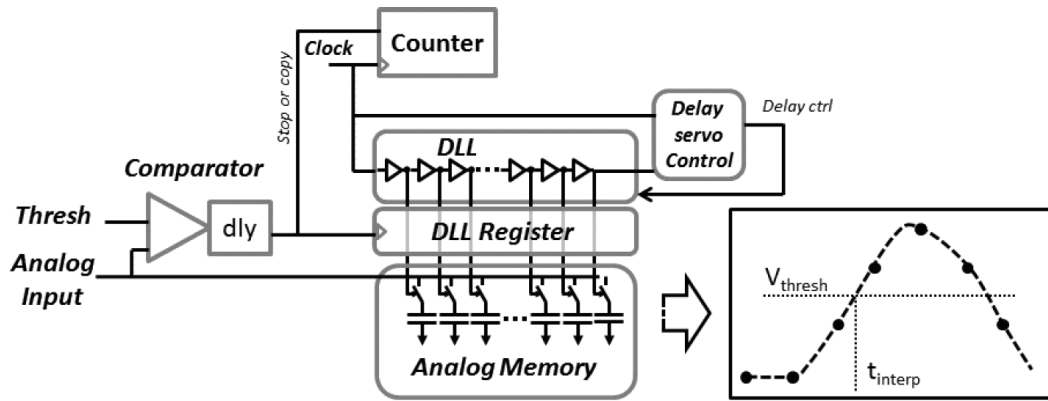 Counter
Clock
Stop or copy
Delay
servo
Control
Delay ctrl
DLL
Comparator
Thresh
dly
DLL Register
Analog
Input
Analog Memory
Vthresh
tinterp